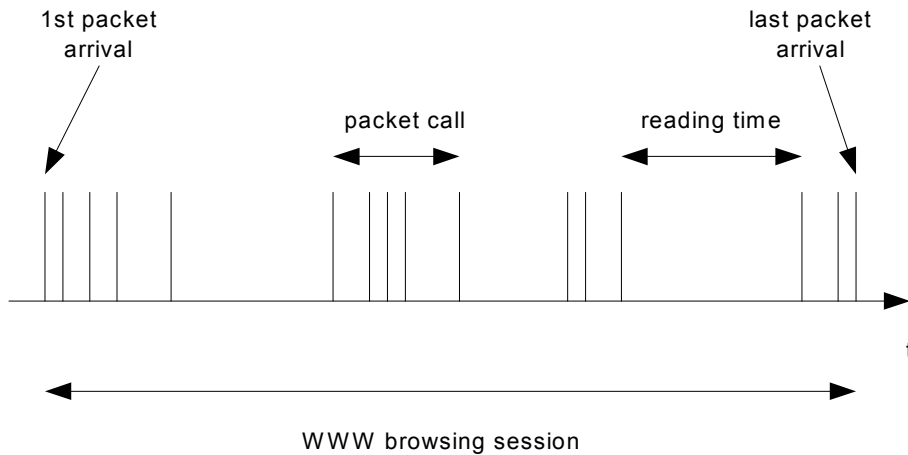 1st packet
arrival
last packet
arrival
packet call
reading time
t
WWW browsing session